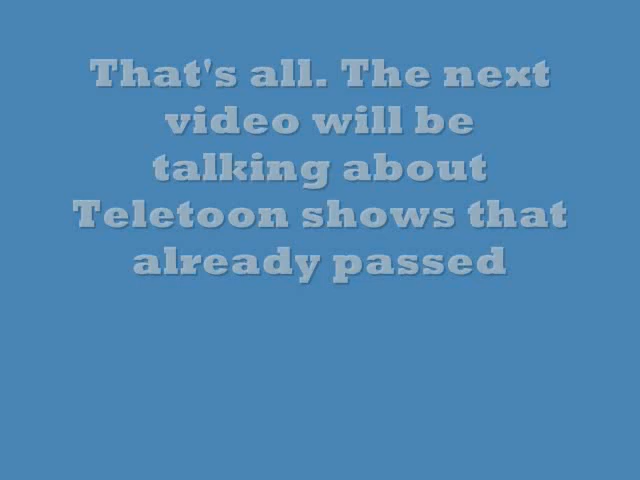 That's all. The next
video will be
talking about
Teletoon shows that
already passed